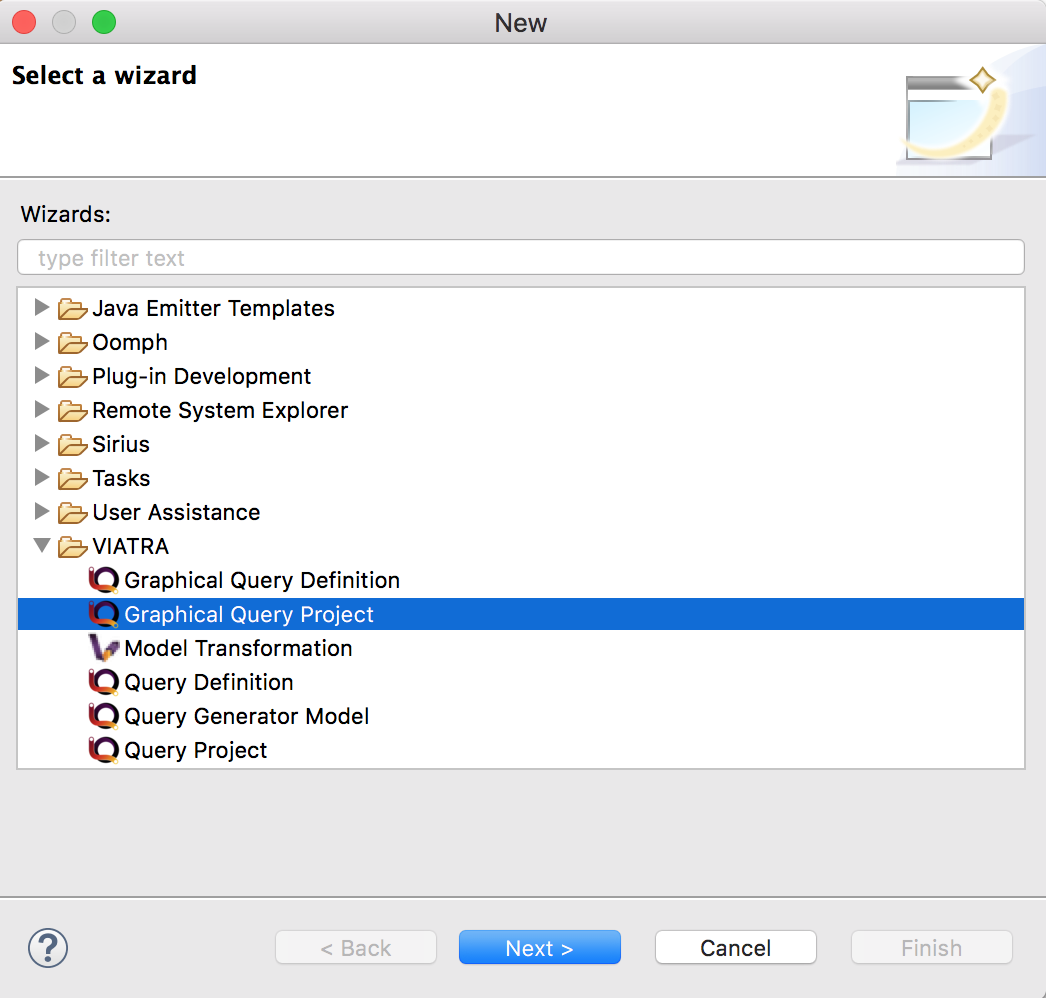 New
Select a wizard
Wizards:
type filter text
Java Emitter Templates
Oomph
Plug-in Development
Remote System Explorer
Sirius
Tasks
User Assistance
VIATRA
Graphical Query Definition
Graphical Query Project
Model Transformation
Query Definition
Query Generator Model
Query Project
? < Back Next > Cancel Finish